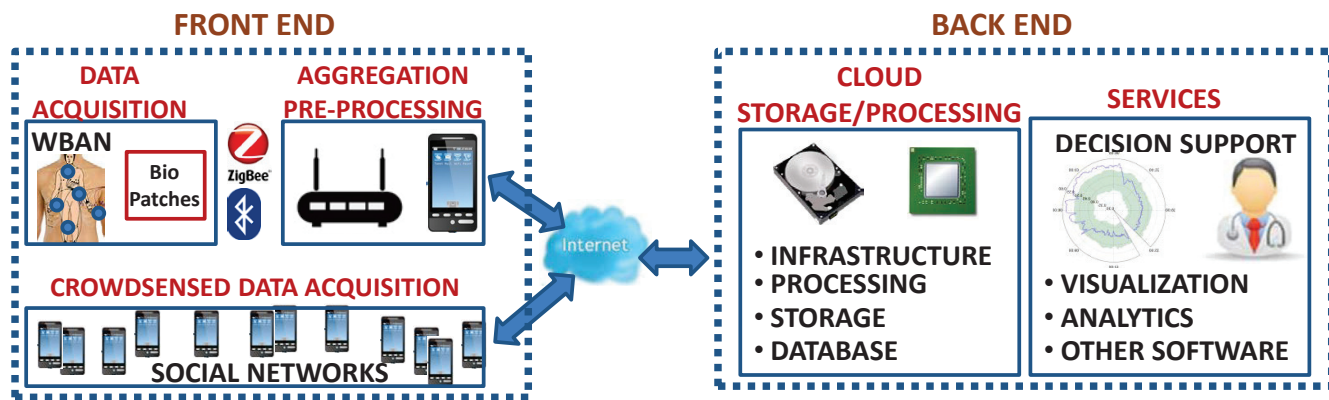 FRONT END
BACK END
DATA
ACQUISITION
AGGREGATION
PRE-PROCESSING
WBAN
Bio
Patches
ZigBee
CROWDSENSED DATA ACQUISITION
SOCIAL NETWORKS
Internet
CLOUD
STORAGE/PROCESSING
• INFRASTRUCTURE
• PROCESSING
• STORAGE
• DATABASE
SERVICES
DECISION SUPPORT
• VISUALIZATION
• ANALYTICS
• OTHER SOFTWARE